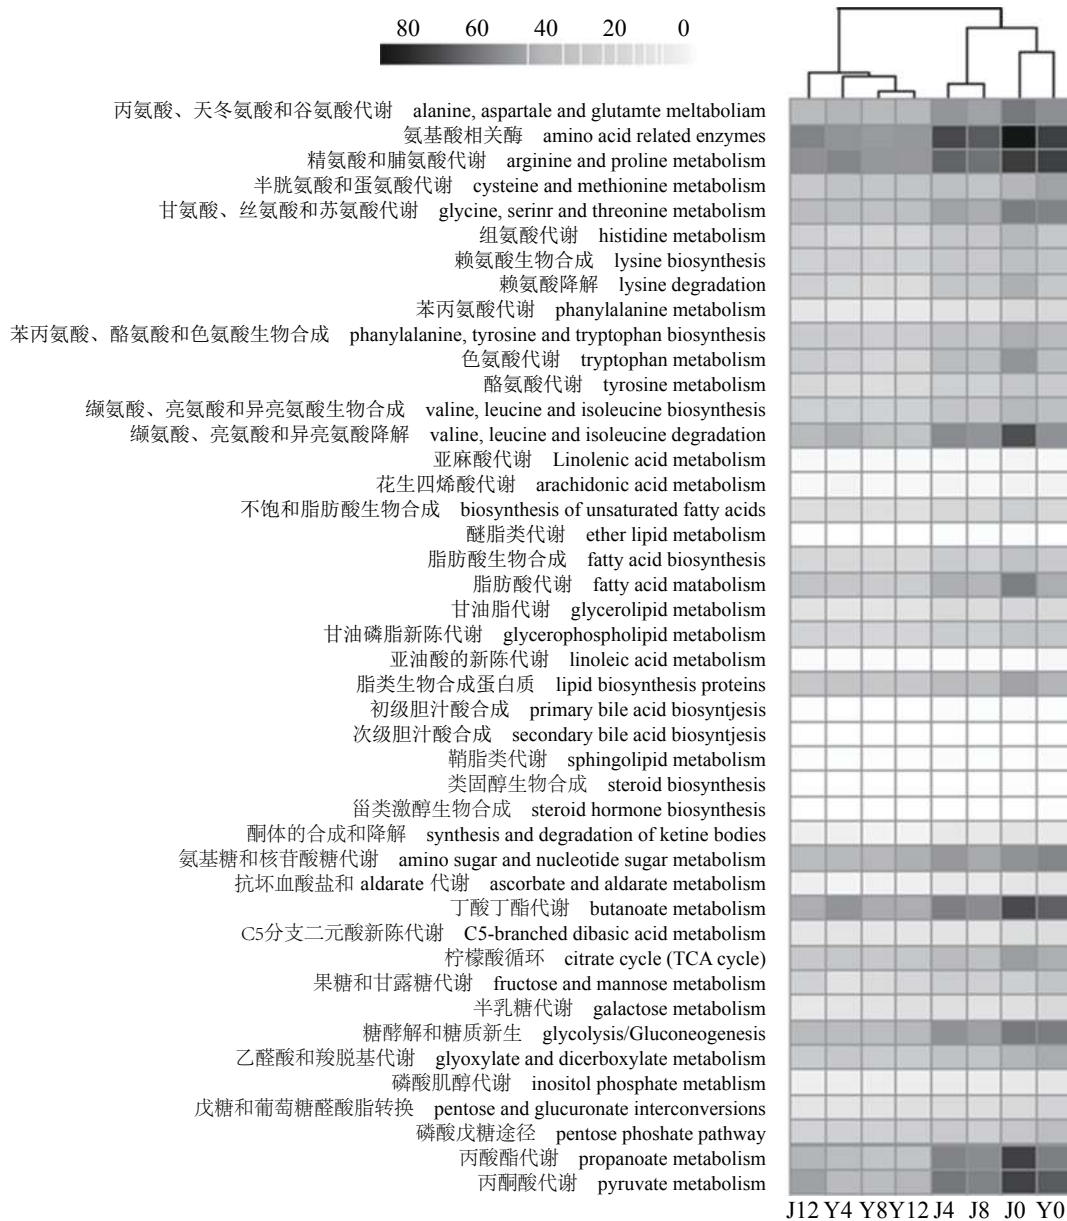 80 60 40 20 0
丙氨酸、天冬氨酸和谷氨酸代谢 alanine, aspartale and glutamte meltaboliam
氨基酸相关酶 amino acid related enzymes
精氨酸和脯氨酸代谢 arginine and proline metabolism
半胱氨酸和蛋氨酸代谢 cysteine and methionine metabolism
甘氨酸、丝氨酸和苏氨酸代谢 glycine, serinr and threonine metabolism
组氨酸代谢 histidine metabolism
赖氨酸生物合成 lysine biosynthesis
赖氨酸降解 lysine degradation
苯丙氨酸代谢 phanylalanine metabolism
苯丙氨酸、酪氨酸和色氨酸生物合成 phanylalanine, tyrosine and tryptophan biosynthesis
色氨酸代谢 tryptophan metabolism
酪氨酸代谢 tyrosine metabolism
缬氨酸、亮氨酸和异亮氨酸生物合成 valine, leucine and isoleucine biosynthesis
缬氨酸、亮氨酸和异亮氨酸降解 valine, leucine and isoleucine degradation
亚麻酸代谢 Linolenic acid metabolism
花生四烯酸代谢 arachidonic acid metabolism
不饱和脂肪酸生物合成 biosynthesis of unsaturated fatty acids
醚脂类代谢 ether lipid metabolism
脂肪酸生物合成 fatty acid biosynthesis
脂肪酸代谢 fatty acid matabolism
甘油脂代谢 glycerolipid metabolism
甘油磷脂新陈代谢 glycerophospholipid metabolism
亚油酸的新陈代谢 linoleic acid metabolism
脂类生物合成蛋白质 lipid biosynthesis proteins
初级胆汁酸合成 primary bile acid biosyntjesis
次级胆汁酸合成 secondary bile acid biosyntjesis
鞘脂类代谢 sphingolipid metabolism
类固醇生物合成 steroid biosynthesis
甾类激醇生物合成 steroid hormone biosynthesis
酮体的合成和降解 synthesis and degradation of ketine bodies
氨基糖和核苷酸糖代谢 amino sugar and nucleotide sugar metabolism
抗坏血酸盐和 aldarate 代谢 ascorbate and aldarate metabolism
丁酸丁酯代谢 butanoate metabolism
C5分支二元酸新陈代谢 C5-branched dibasic acid metabolism
柠檬酸循环 citrate cycle (TCA cycle)
果糖和甘露糖代谢 fructose and mannose metabolism
半乳糖代谢 galactose metabolism
糖酵解和糖质新生 glycolysis/Gluconeogenesis
乙醛酸和羧脱基代谢 glyoxylate and dicerboxylate metabolism
磷酸肌醇代谢 inositol phosphate metablism
戊糖和葡萄糖醛酸脂转换 pentose and glucuronate interconversions
磷酸戊糖途径 pentose phoshate pathway
丙酸酯代谢 propanoate metabolism
丙酮酸代谢 pyruvate metabolism
J12 Y4 Y8 Y12 J4 J8 J0 Y0